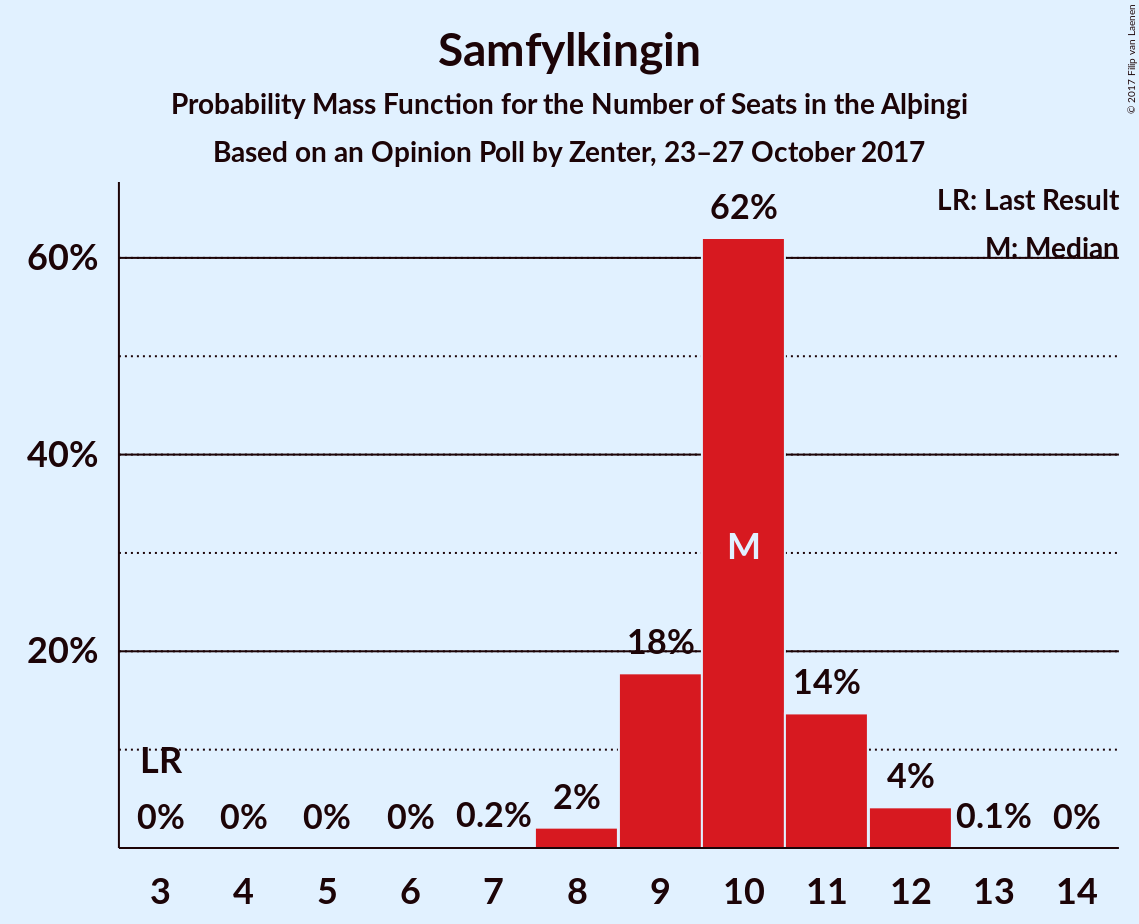 Samfylkingin
Probability Mass Function for the Number of Seats in the Alþingi
Based on an Opinion Poll by Zenter, 23–27 October 2017
© 2017 Filip van Laenen
LR: Last Result
M: Median
60%
40%
20%
62%
M
18%
14%
LR
0%
0%
0%
0%
0.2%
2%
4%
0.1%
0%
3 4 5 6 7 8 9 10 11 12 13 14